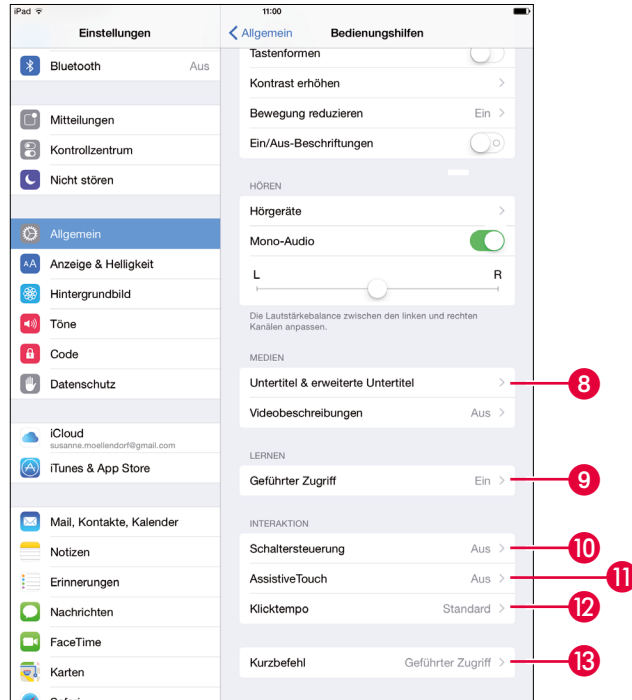 iPad 11:00
Einstellungen
Allgemein Bedienungshilfen
Bluetooth Aus
Mitteilungen
Kontrollzentrum
Nicht stören
Allgemein
AA Anzeige & Helligkeit
Hintergrundbild
Töne
Code
Datenschutz
iCloud
susanne.moellendorf@gmail.com
iTunes & App Store
Mail, Kontakte, Kalender
Notizen
Erinnerungen
Nachrichten
FaceTime
Karten
Safari
Tastenformen
Kontrast erhöhen
Bewegung reduzieren Ein
Ein/Aus-Beschriftungen
HÖREN
Hörgeräte
Mono-Audio
L R
Die Lautstärkebalance zwischen den linken und rechten
Kanälen anpassen.
MEDIEN
Untertitel & erweiterte Untertitel 8
Videobeschreibungen Aus
LERNEN
Geführter Zugriff Ein 9
INTERAKTION
Schaltersteuerung Aus 10
AssistiveTouch Aus 11
Klicktempo Standard 12
Kurzbefehl Geführter Zugriff 13